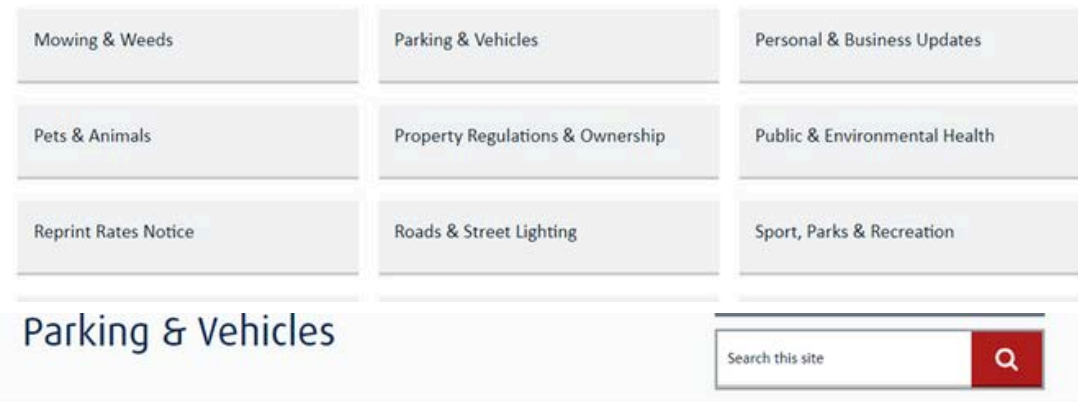 Mowing & Weeds
Parking & Vehicles
Personal & Business Updates
Pets & Animals
Property Regulations & Ownership
Public & Environmental Health
Reprint Rates Notice
Roads & Street Lighting
Sport, Parks & Recreation
Parking & Vehicles
Search this site